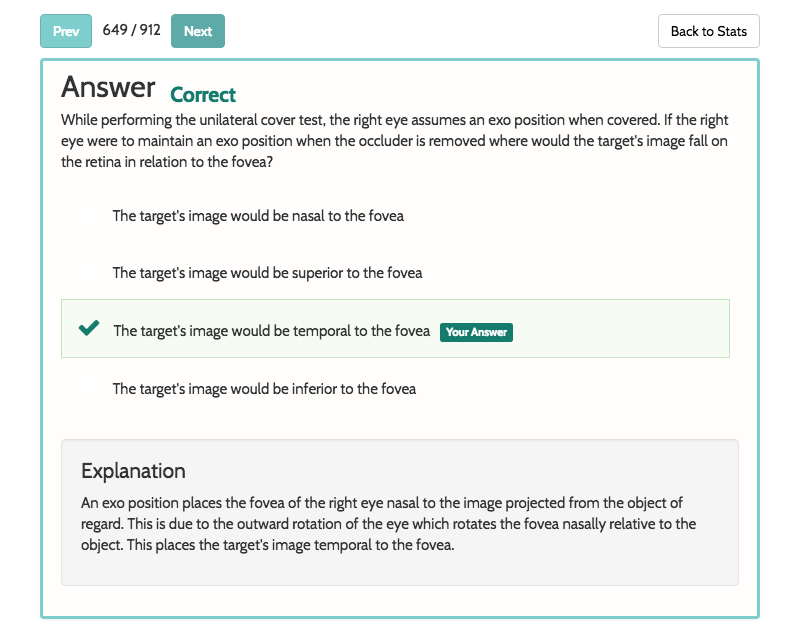 Prev 649 / 912 Next Back to Stats
Answer Correct
While performing the unilateral cover test, the right eye assumes an exo position when covered. If the right
eye were to maintain an exo position when the occluder is removed where would the target's image fall on
the retina in relation to the fovea?
The target's image would be nasal to the fovea
The target's image would be superior to the fovea
The target's image would be temporal to the fovea Your Answer
The target's image would be inferior to the fovea
Explanation
An exo position places the fovea of the right eye nasal to the image projected from the object of
regard. This is due to the outward rotation of the eye which rotates the fovea nasally relative to the
object. This places the target's image temporal to the fovea.